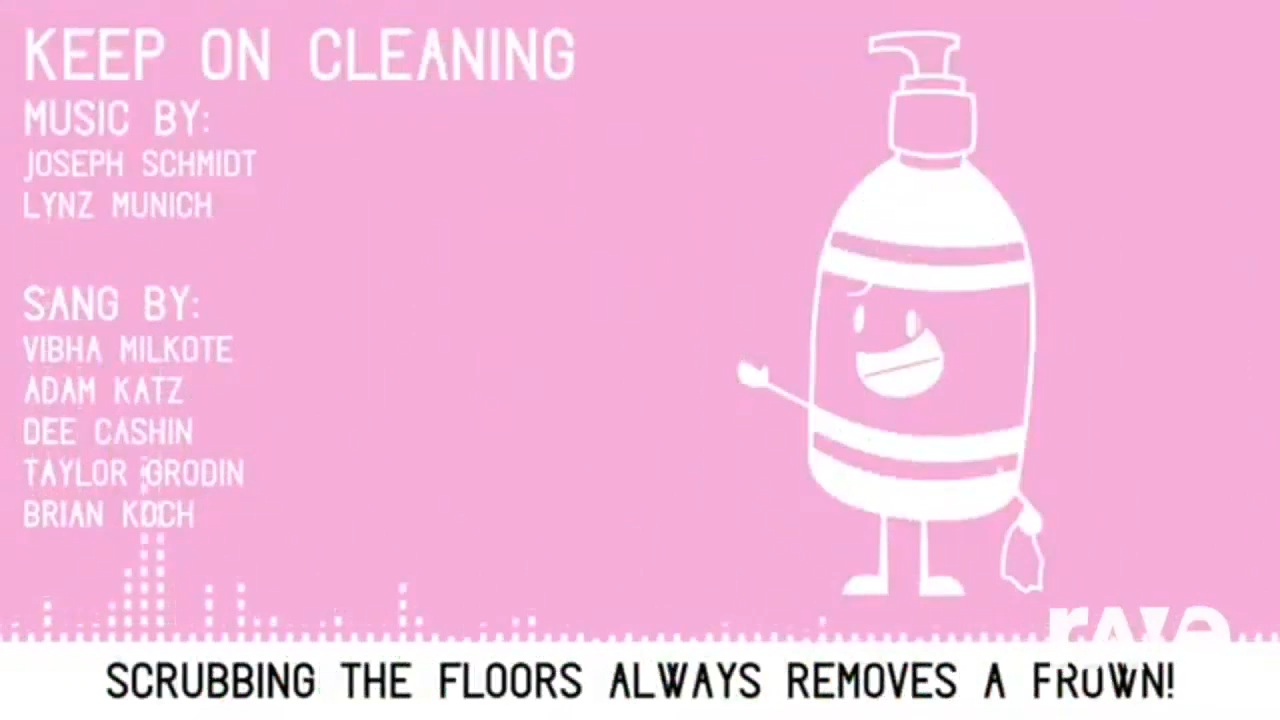 KEEP ON CLEANING
MUSIC BY:
JOSEPH SCHMIDT
LYNZ MUNICH
SANG BY:
VIBHA MILKOTE
ADAM KATZ
DEE CASHIN
TAYLOR GRODIN
BRIAN KOCH
rave
SCRUBBING THE FLOORS ALWAYS REMOVES A FROWN!